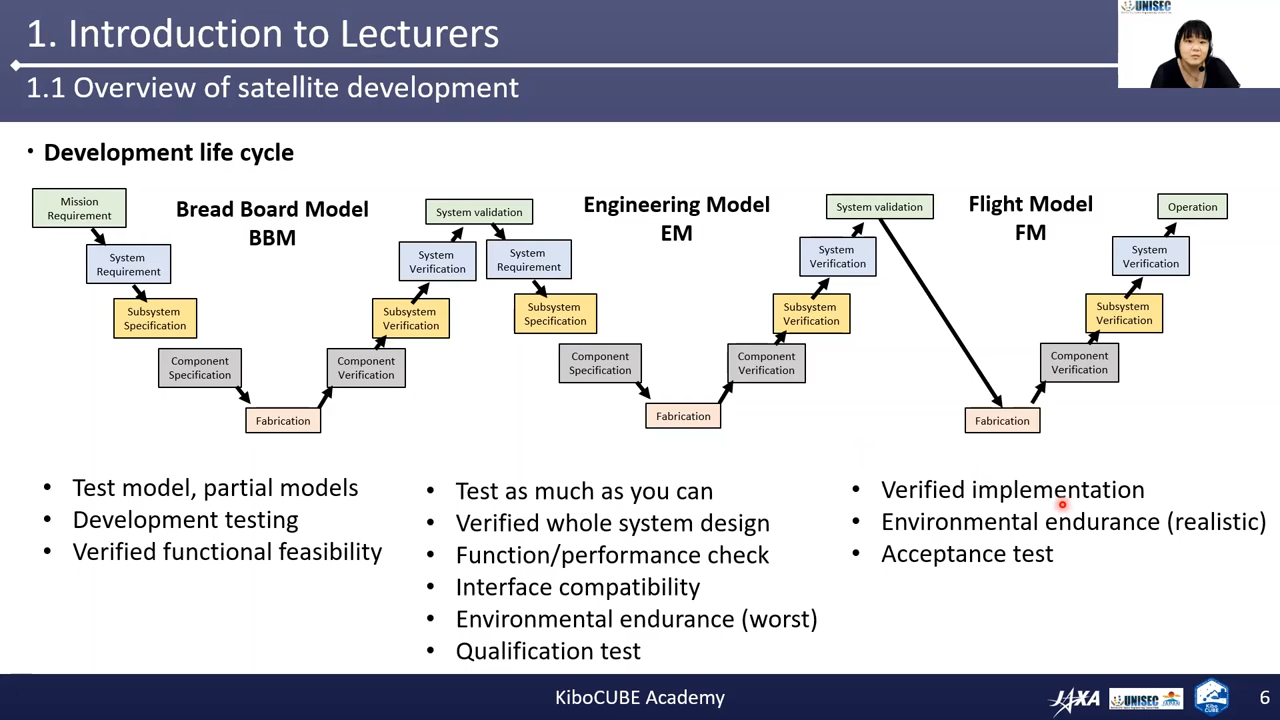 1. Introduction to Lecturers
UNISEC
1.1 Overview of satellite development
・Development life cycle
Mission
Requirement
System
Requirement
Subsystem
Specification
Component
Specification
Fabrication
Bread Board Model
BBM
Component
Verification
Subsystem
Verification
System
Verification
System validation
System
Requirement
Subsystem
Specification
Component
Specification
Fabrication
Engineering Model
EM
Component
Verification
Subsystem
Verification
System
Verification
System validation
Flight Model
FM
Fabrication
Component
Verification
Subsystem
Verification
System
Verification
Operation
• Test model, partial models
• Development testing
• Verified functional feasibility
• Test as much as you can
• Verified whole system design
• Function/performance check
• Interface compatibility
• Environmental endurance (worst)
• Qualification test
• Verified implementation
• Environmental endurance (realistic)
• Acceptance test
KiboCUBE Academy
JAXA
UNISEC
JAPAN
Kibo
CUBE
6